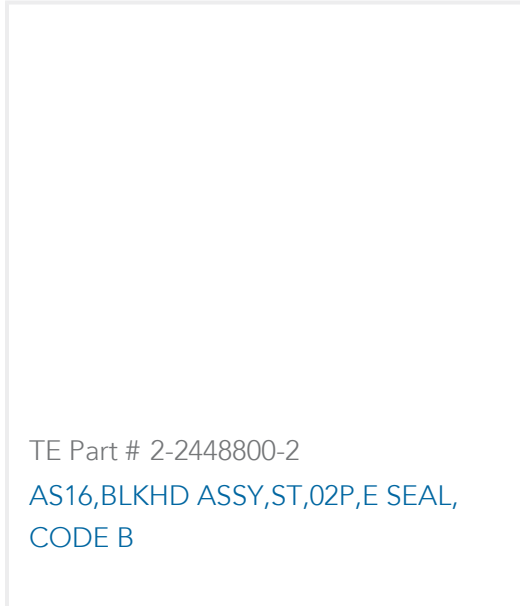 TE Part # 2-2448800-2
AS16,BLKHD ASSY,ST,02P,E SEAL,
CODE B